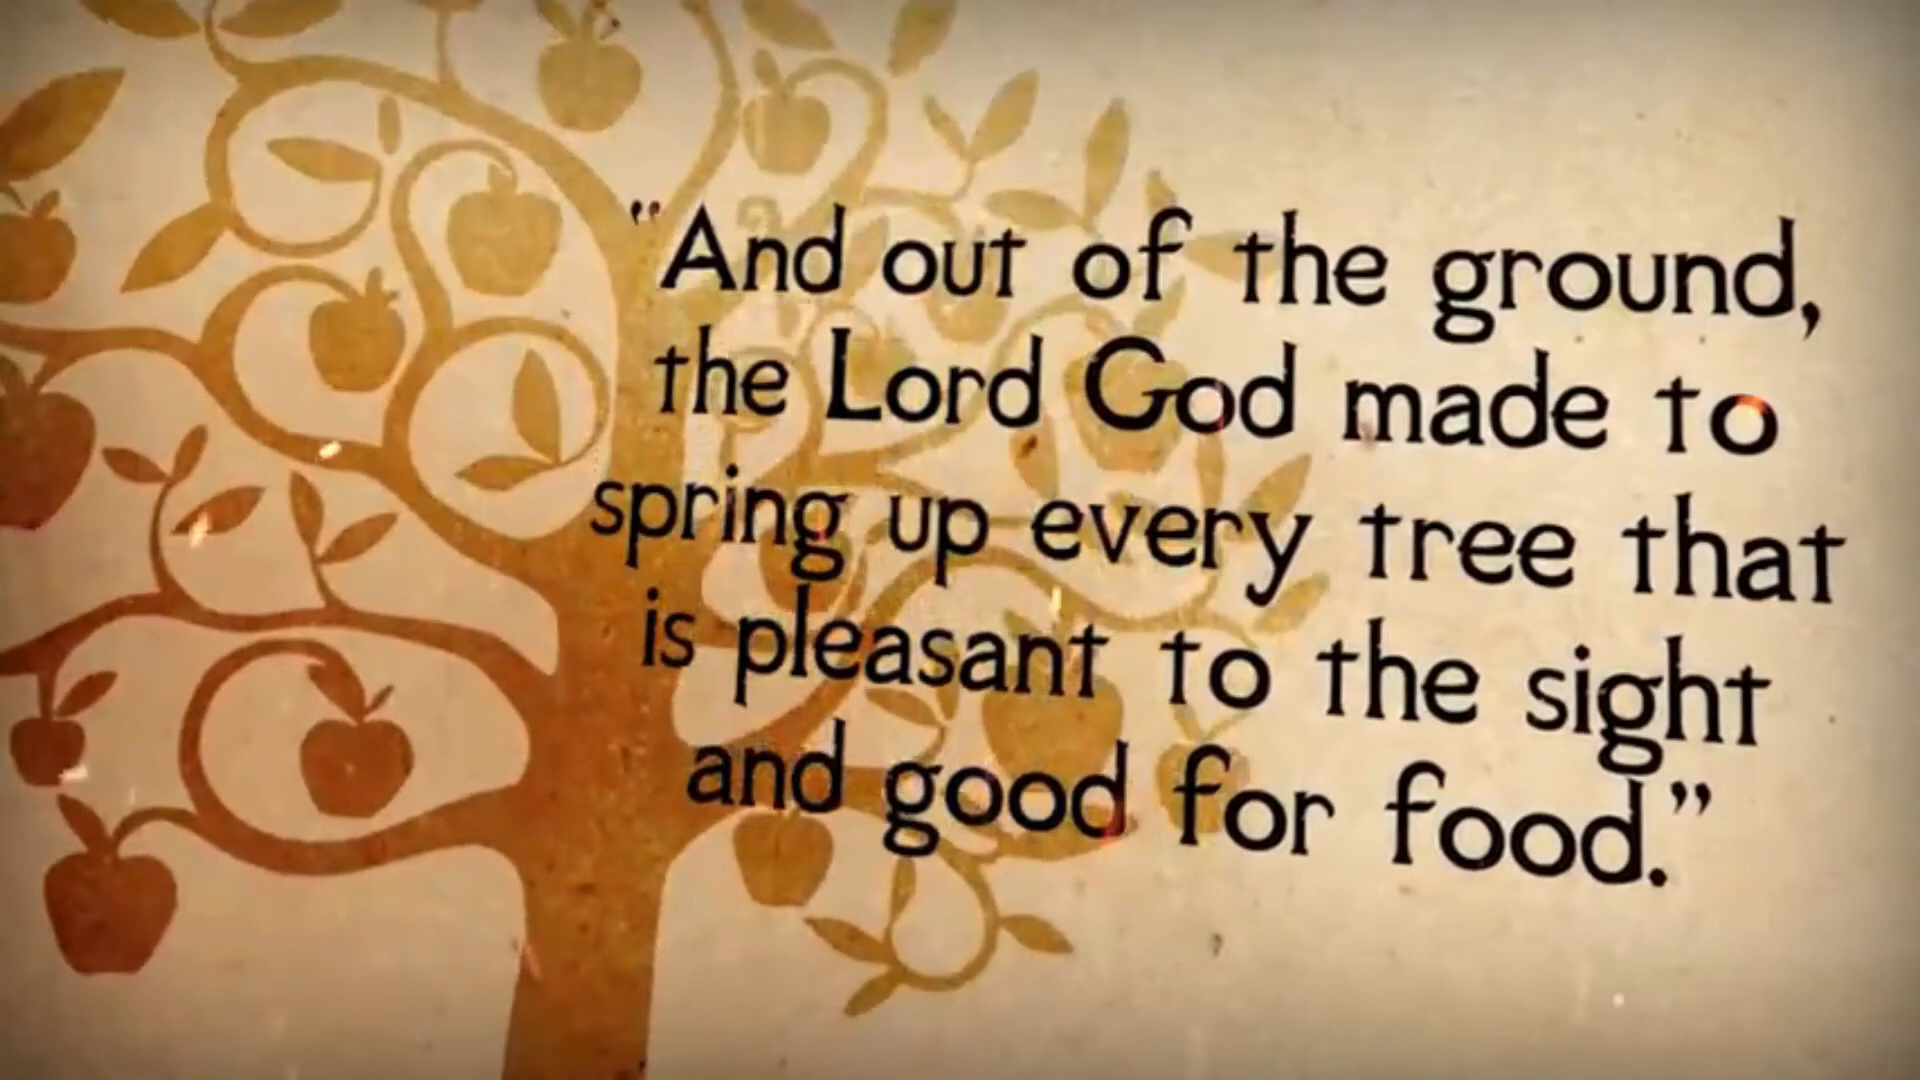 “And out of the ground,
the Lord God made to
spring up every tree that
is pleasant to the sight
and good for food.”